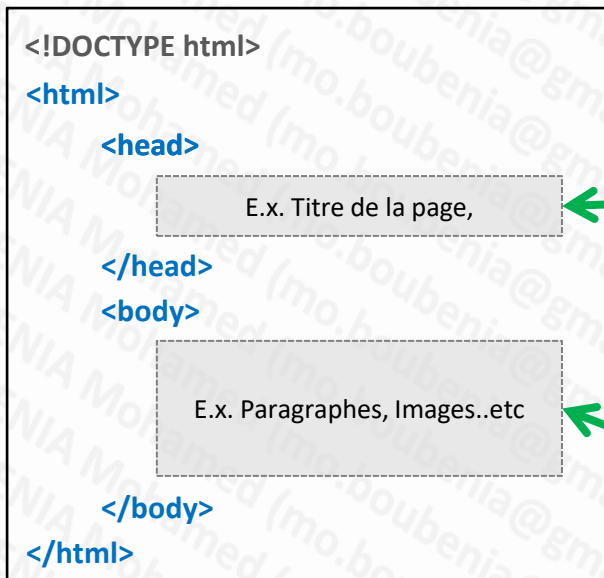 <!DOCTYPE html>
<html>
<head>
E.x. Titre de la page,
</head>
<body>
E.x. Paragraphes, Images..etc
</body>
</html>